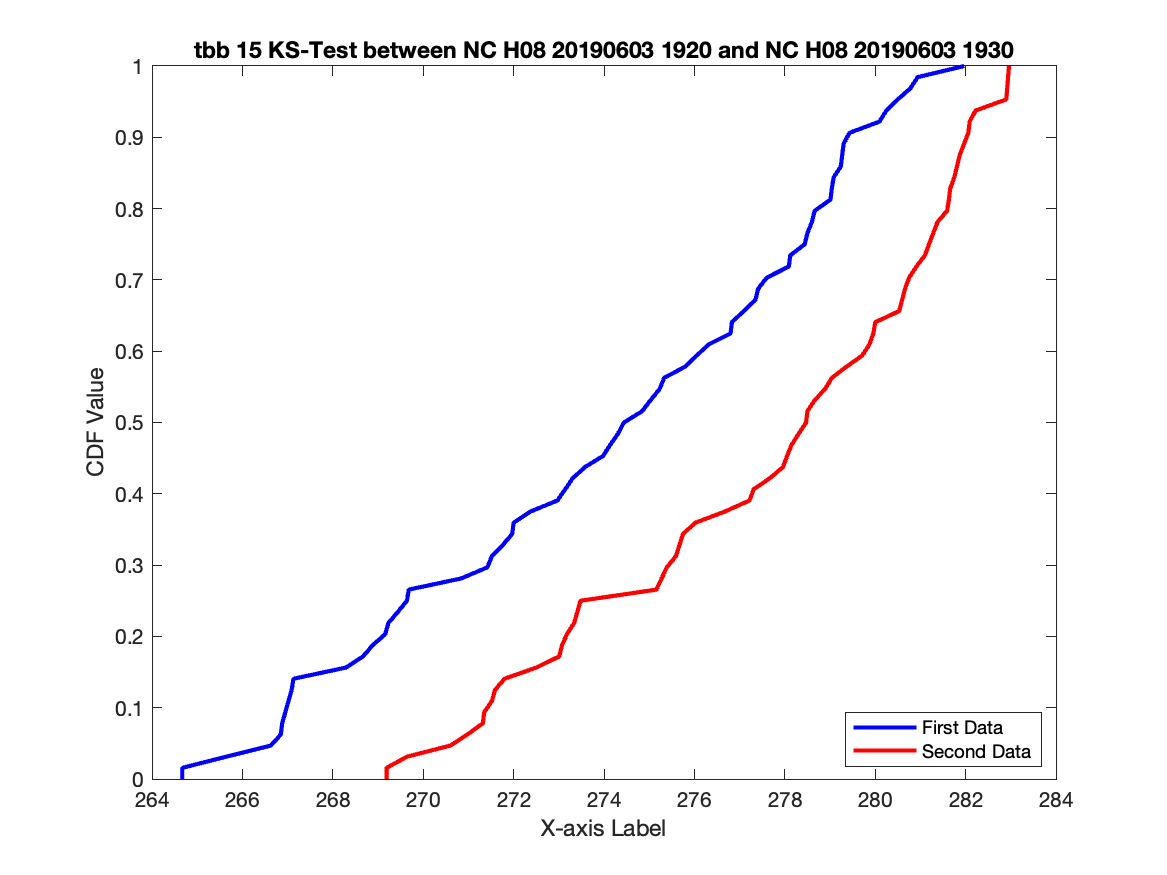 tbb 15 KS-Test between NC H08 20190603 1920 and NC H08 20190603 1930
1
0.9
0.8
0.7
0.6
0.5
0.4
0.3
0.2
0.1
0
CDF Value
First Data
Second Data
264 266 268 270 272 274 276 278 280 282 284
X-axis Label